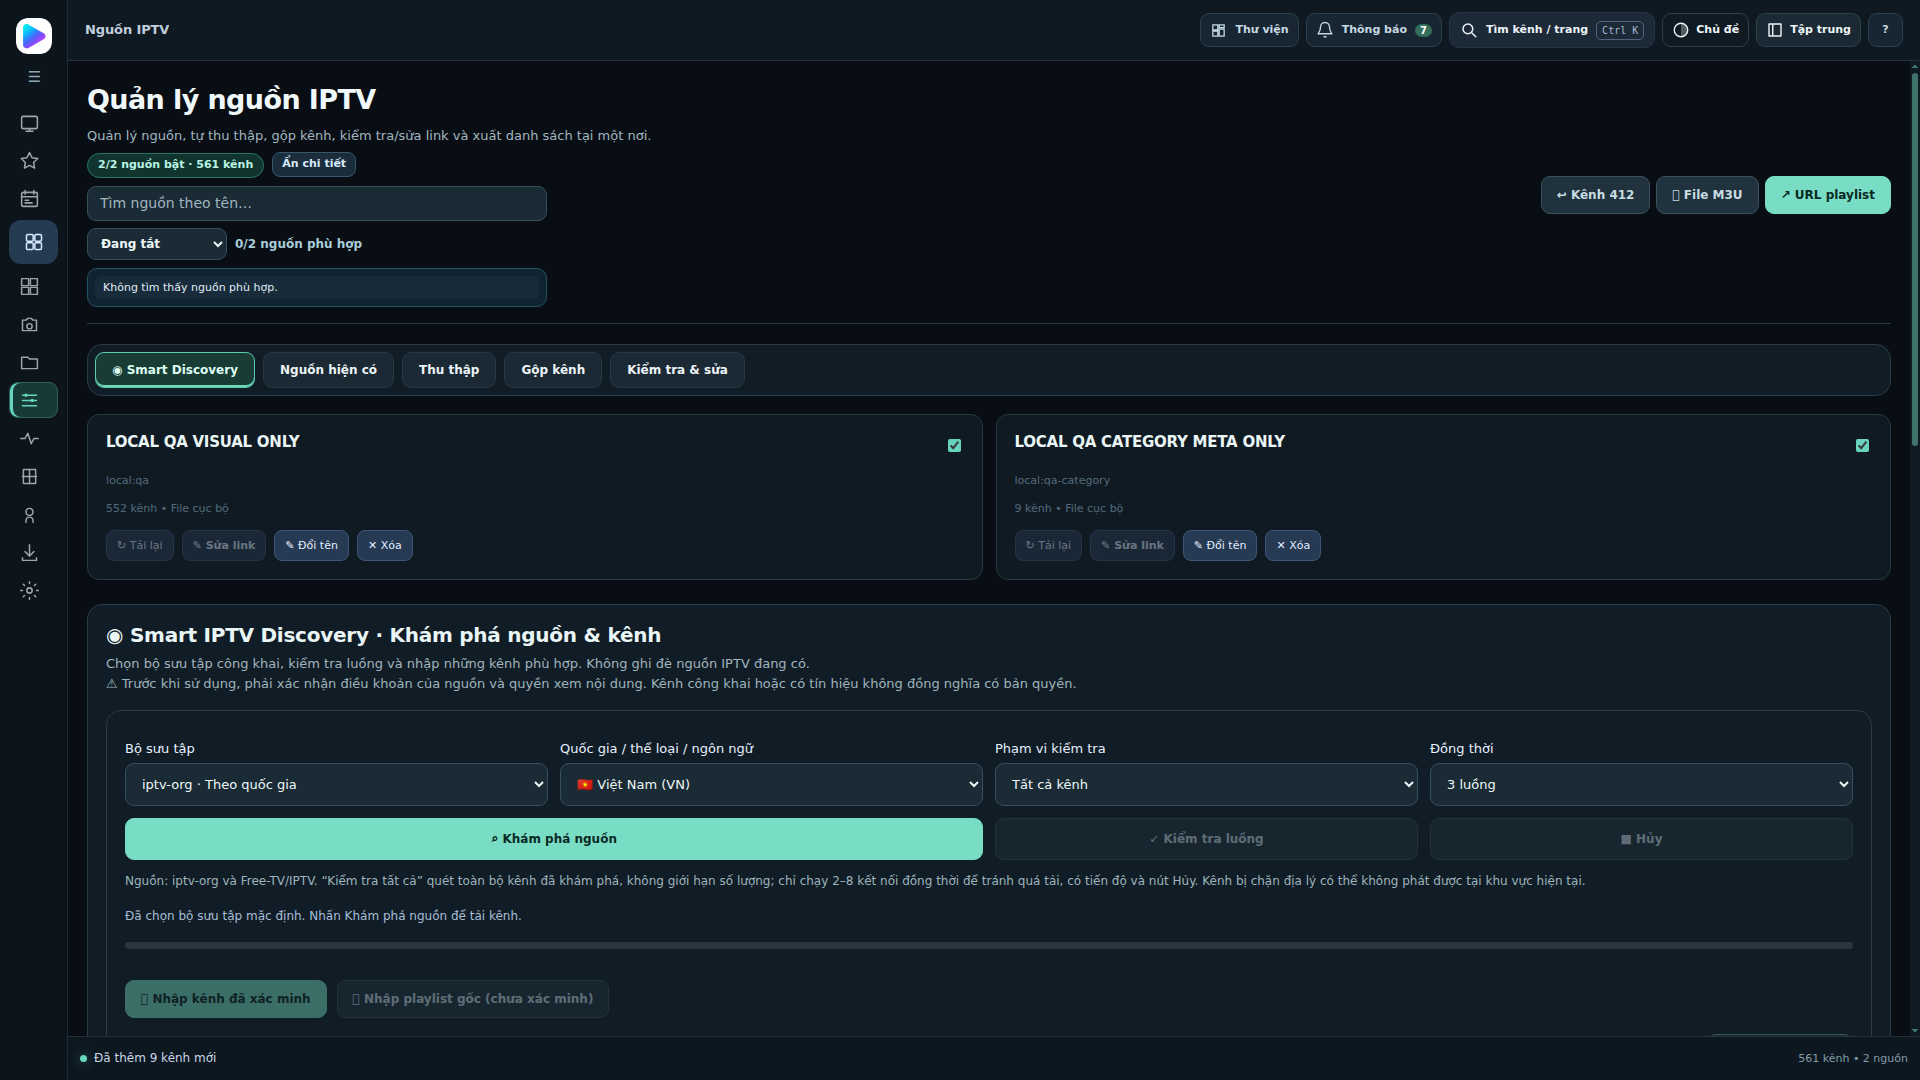 Nguồn IPTV
Thư viện
Thông báo 7
Tìm kênh / trang Ctrl K
Chủ đề
Tập trung
?
Quản lý nguồn IPTV
Quản lý nguồn, tự thu thập, gộp kênh, kiểm tra/sửa link và xuất danh sách tại một nơi.
2/2 nguồn bật · 561 kênh
Ẩn chi tiết
Tìm nguồn theo tên...
Đang tắt
0/2 nguồn phù hợp
Không tìm thấy nguồn phù hợp.
↩ Kênh 412
File M3U
↗ URL playlist
◉ Smart Discovery
Nguồn hiện có
Thu thập
Gộp kênh
Kiểm tra & sửa
LOCAL QA VISUAL ONLY
local:qa
552 kênh • File cục bộ
↻ Tải lại
✎ Sửa link
✎ Đổi tên
✕ Xóa
LOCAL QA CATEGORY META ONLY
local:qa-category
9 kênh • File cục bộ
↻ Tải lại
✎ Sửa link
✎ Đổi tên
✕ Xóa
◉ Smart IPTV Discovery · Khám phá nguồn & kênh
Chọn bộ sưu tập công khai, kiểm tra luồng và nhập những kênh phù hợp. Không ghi đè nguồn IPTV đang có.
⚠ Trước khi sử dụng, phải xác nhận điều khoản của nguồn và quyền xem nội dung. Kênh công khai hoặc có tín hiệu không đồng nghĩa có bản quyền.
Bộ sưu tập
Quốc gia / thể loại / ngôn ngữ
Phạm vi kiểm tra
Đồng thời
iptv-org · Theo quốc gia
🇻🇳 Việt Nam (VN)
Tất cả kênh
3 luồng
⌕ Khám phá nguồn
✓ Kiểm tra luồng
■ Hủy
Nguồn: iptv-org và Free-TV/IPTV. “Kiểm tra tất cả” quét toàn bộ kênh đã khám phá, không giới hạn số lượng; chỉ chạy 2–8 kết nối đồng thời để tránh quá tải, có tiến độ và nút Hủy. Kênh bị chặn địa lý có thể không phát được tại khu vực hiện tại.
Đã chọn bộ sưu tập mặc định. Nhấn Khám phá nguồn để tải kênh.
Nhập kênh đã xác minh
Nhập playlist gốc (chưa xác minh)
Đã thêm 9 kênh mới
561 kênh • 2 nguồn